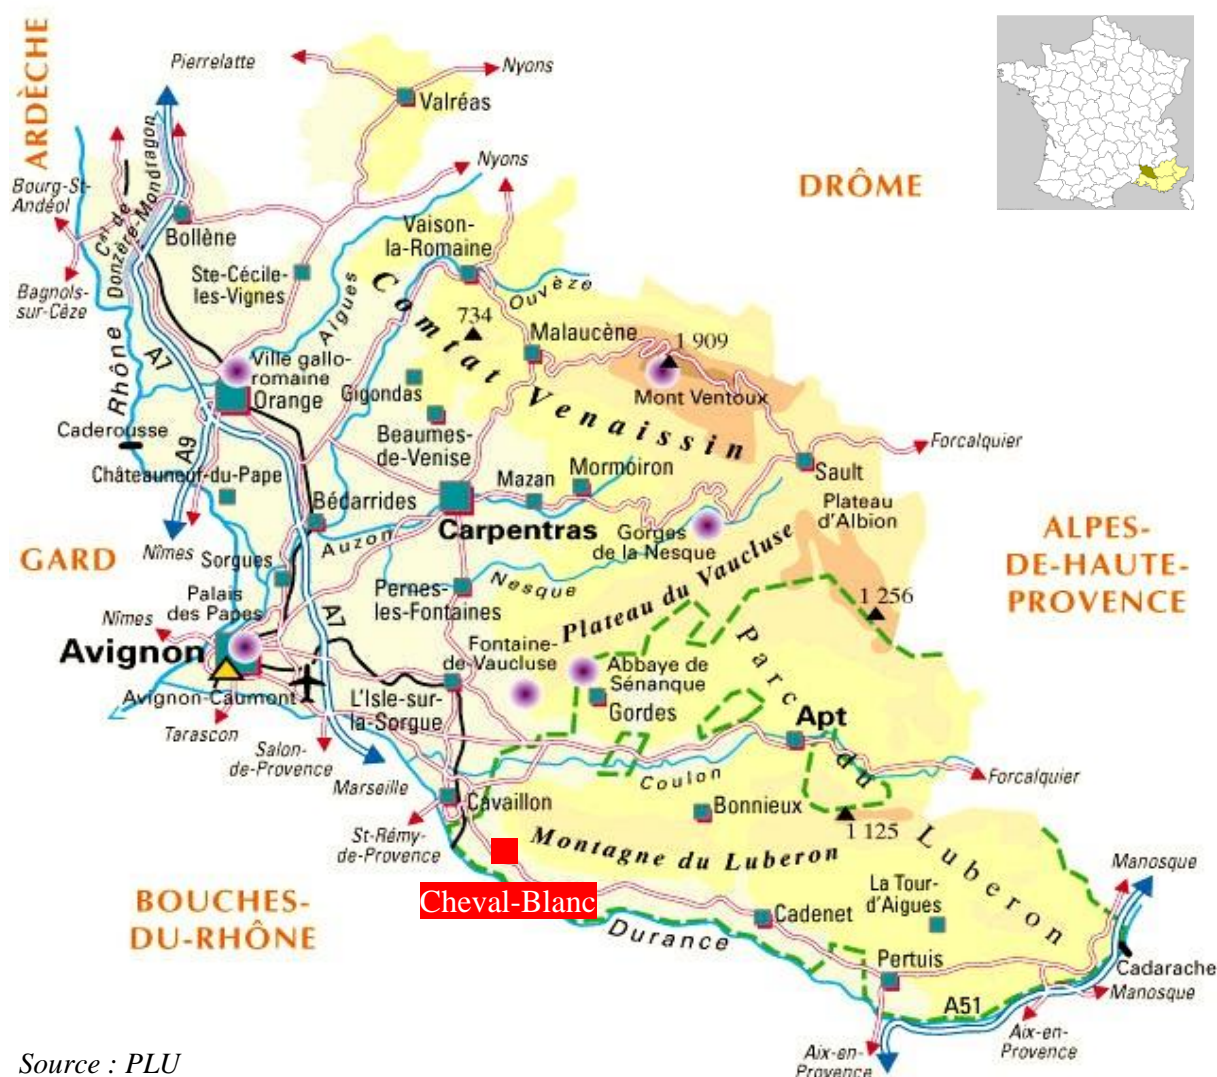 ARDÈCHE
Pierrelatte
Nyons
Valréas
Nyons
DRÔME
Bourg-St-
Andéol
Cal de
Donzère-Mondragon
Bollène
Vaison-
la-Romaine
Ste-Cécile-
les-Vignes
Bagnols-
sur-Cèze
Aigues
Ouvèze
Comtat Venaissin
734
Malaucène
1 909
Rhône
A7
Ville gallo-
romaine
Orange
Gigondas
Mont Ventoux
Caderousse
A9
Beaumes-
de-Venise
Forcalquier
Châteauneuf-du-Pape
Mazan
Mormoiron
Sault
Bédarrides
Plateau
d'Albion
Carpentras
Gorges
de la Nesque
Auzon
ALPES-
DE-HAUTE-
PROVENCE
GARD
Nîmes
Sorgues
Nesque
Plateau du Vaucluse
Palais
des Papes
Pernes-
les-Fontaines
1 256
Nîmes
A7
Avignon
Fontaine-
de-Vaucluse
Abbaye de
Sénanque
Parc du Luberon
Avignon-Caumont
L'Isle-sur-
la-Sorgue
Gordes
Apt
Tarascon
Salon-
de-Provence
Marseille
Coulon
Forcalquier
Cavaillon
Bonnieux
St-Rémy-
de-Provence
Montagne du Luberon
1 125
Manosque
Cheval-Blanc
La Tour-
d'Aigues
BOUCHES-
DU-RHÔNE
Cadenet
Durance
Pertuis
Cadarache
Manosque
A51
Aix-en-
Provence
Aix-en-
Provence
Source : PLU